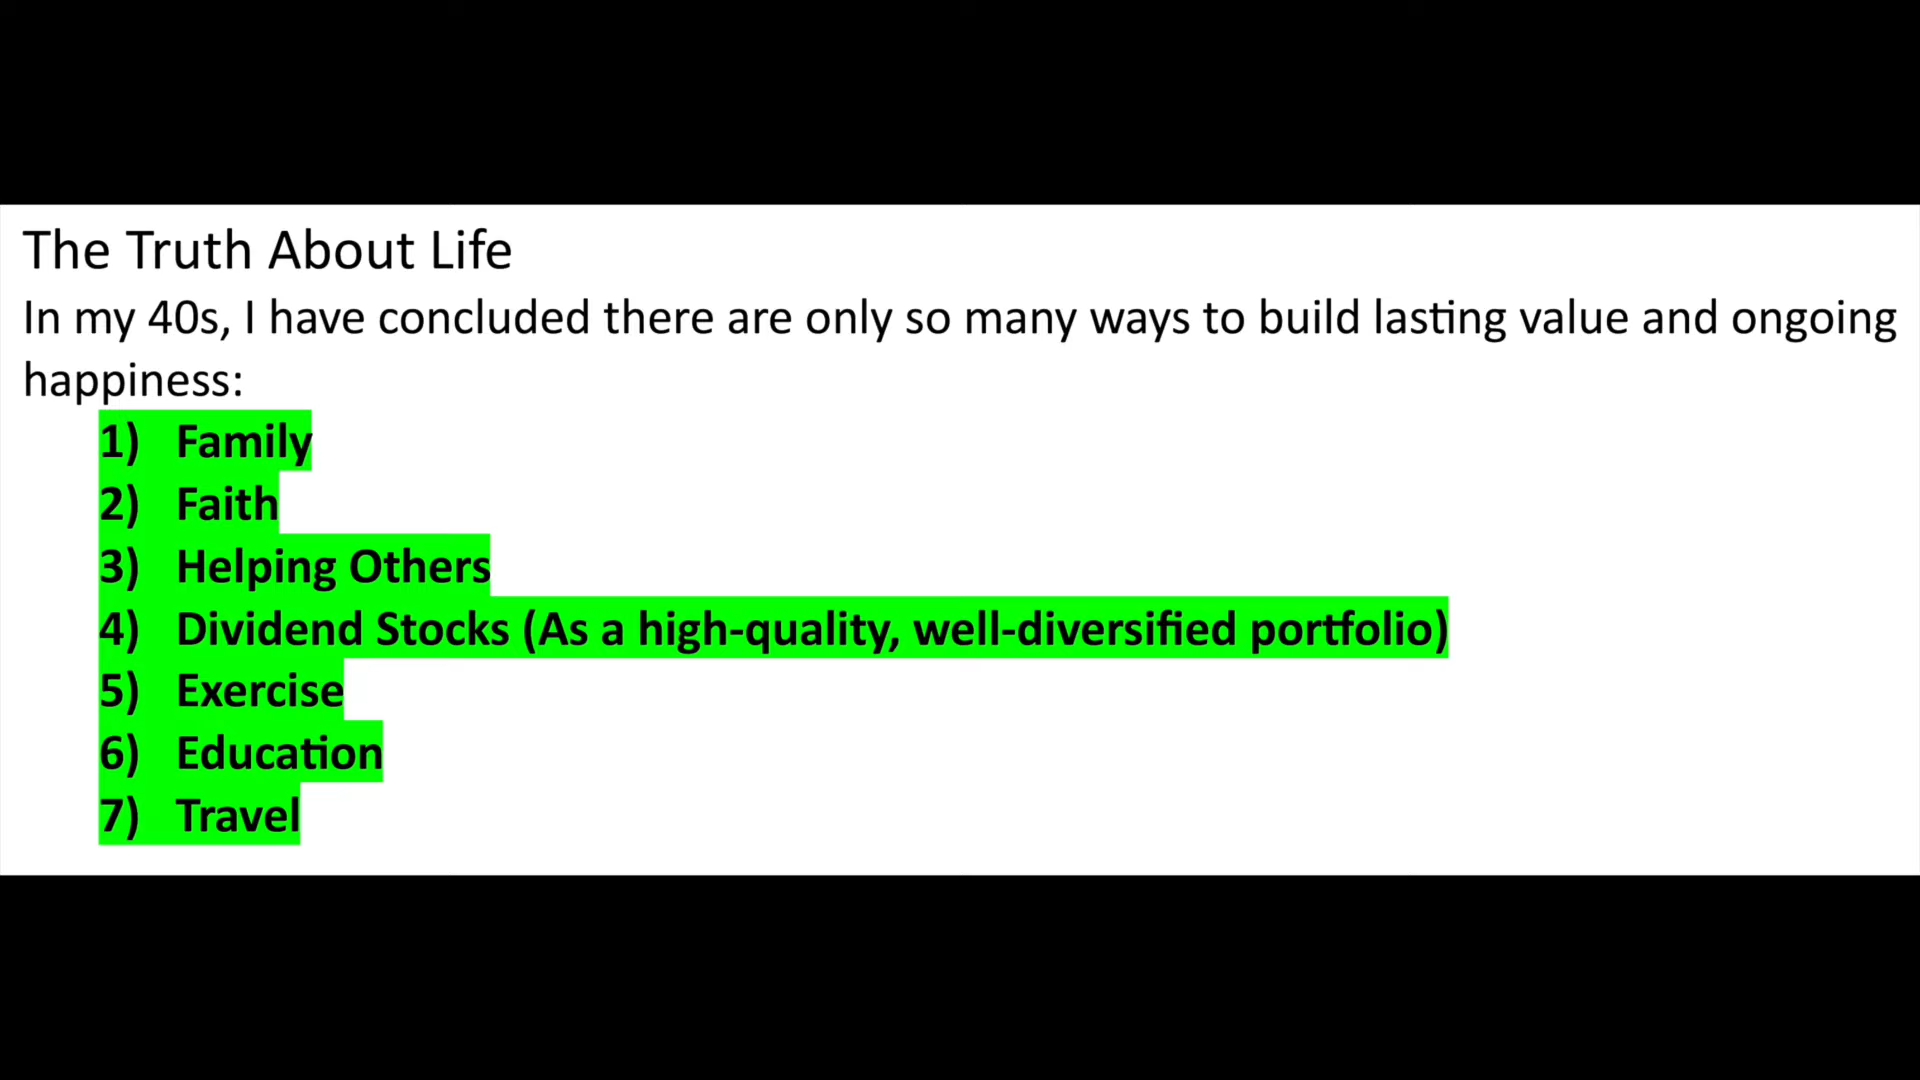 The Truth About Life
In my 40s, I have concluded there are only so many ways to build lasting value and ongoing
happiness:
1) Family
2) Faith
3) Helping Others
4) Dividend Stocks (As a high-quality, well-diversified portfolio)
5) Exercise
6) Education
7) Travel